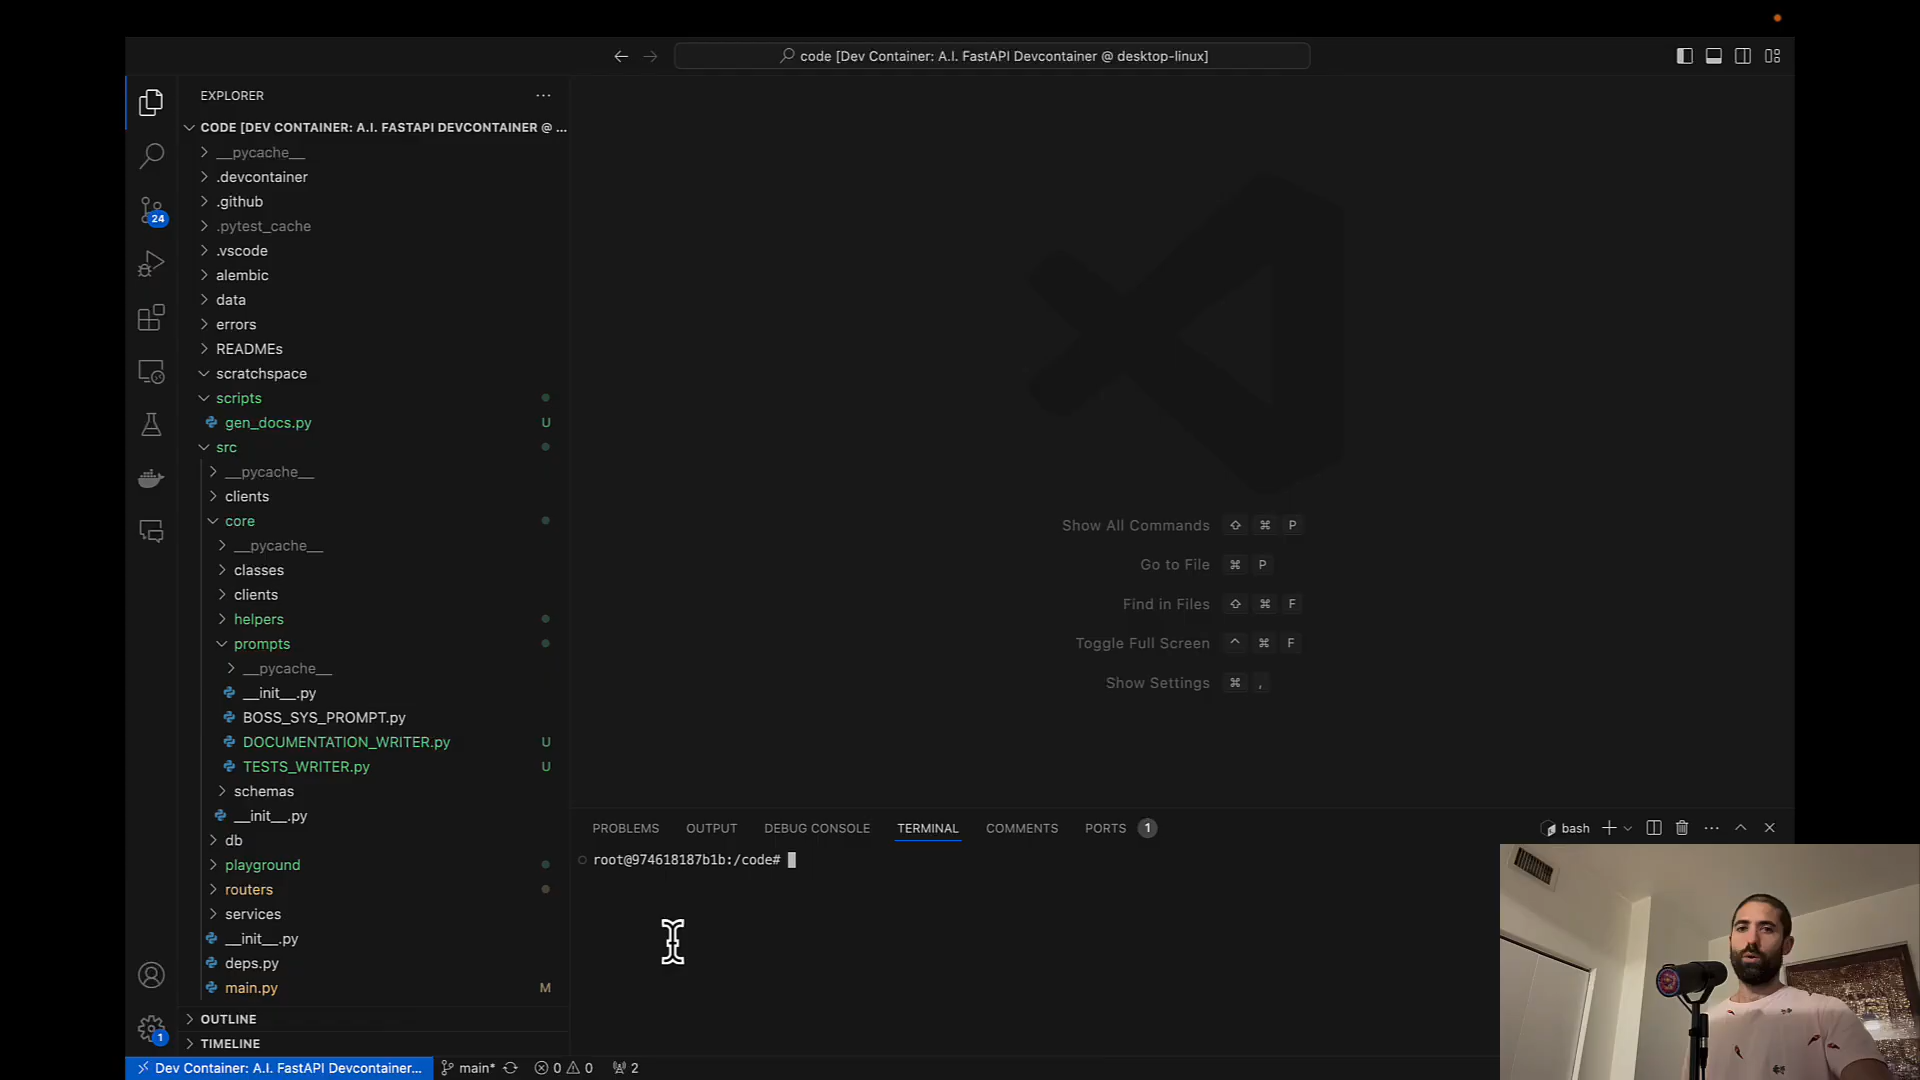 code [Dev Container: A.I. FastAPI Devcontainer @ desktop-linux]
EXPLORER
CODE [DEV CONTAINER: A.I. FASTAPI DEVCONTAINER @ ...
__pycache__
.devcontainer
.github
24
.pytest_cache
.vscode
alembic
data
errors
READMEs
scratchspace
scripts
gen_docs.py U
src
__pycache__
clients
core
__pycache__
classes
clients
helpers
prompts
__pycache__
__init__.py
BOSS_SYS_PROMPT.py
DOCUMENTATION_WRITER.py U
TESTS_WRITER.py U
schemas
__init__.py
db
playground
routers
services
__init__.py
deps.py
main.py M
OUTLINE
1
TIMELINE
Show All Commands ⇧ ⌘ P
Go to File ⌘ P
Find in Files ⇧ ⌘ F
Toggle Full Screen ^ ⌘ F
Show Settings ⌘ ,
PROBLEMS OUTPUT DEBUG CONSOLE TERMINAL COMMENTS PORTS 1
bash
root@974618187b1b:/code#
Dev Container: A.I. FastAPI Devcontainer... main* 0 0 2